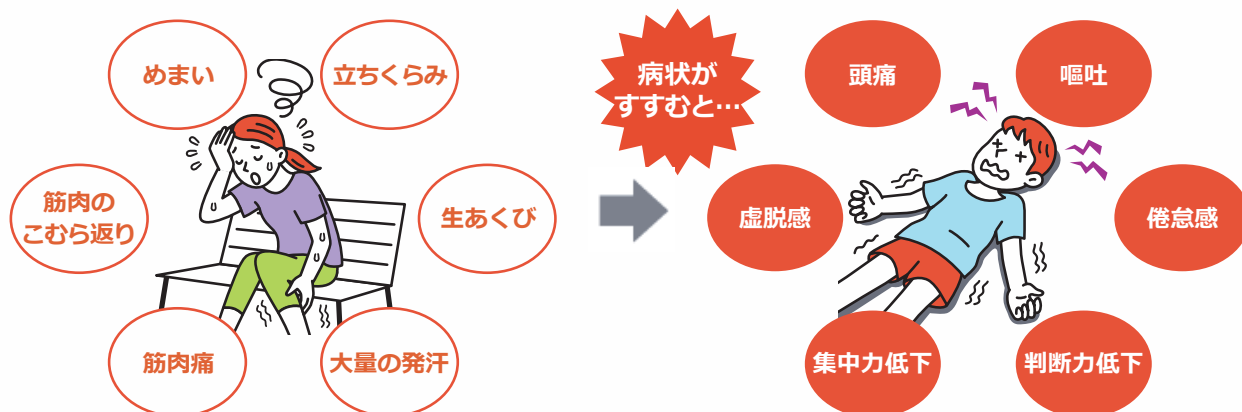 めまい
立ちくらみ
筋肉の
こむら返り
生あくび
筋肉痛
大量の発汗
病状が
すすむと…
頭痛
嘔吐
虚脱感
倦怠感
集中力低下
判断力低下